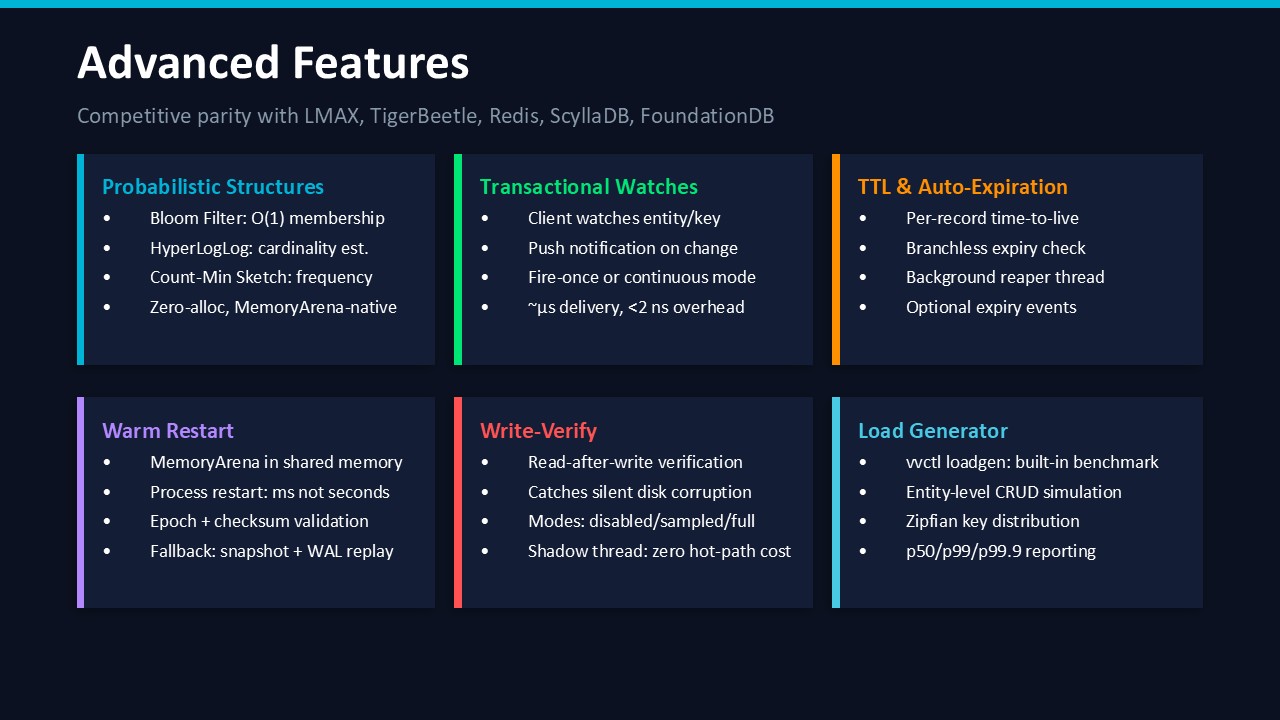 Advanced Features
Competitive parity with LMAX, TigerBeetle, Redis, ScyllaDB, FoundationDB
Probabilistic Structures
• Bloom Filter: O(1) membership
• HyperLogLog: cardinality est.
• Count-Min Sketch: frequency
• Zero-alloc, MemoryArena-native
Transactional Watches
• Client watches entity/key
• Push notification on change
• Fire-once or continuous mode
• ~µs delivery, <2 ns overhead
TTL & Auto-Expiration
• Per-record time-to-live
• Branchless expiry check
• Background reaper thread
• Optional expiry events
Warm Restart
• MemoryArena in shared memory
• Process restart: ms not seconds
• Epoch + checksum validation
• Fallback: snapshot + WAL replay
Write-Verify
• Read-after-write verification
• Catches silent disk corruption
• Modes: disabled/sampled/full
• Shadow thread: zero hot-path cost
Load Generator
• vvctl loadgen: built-in benchmark
• Entity-level CRUD simulation
• Zipfian key distribution
• p50/p99/p99.9 reporting